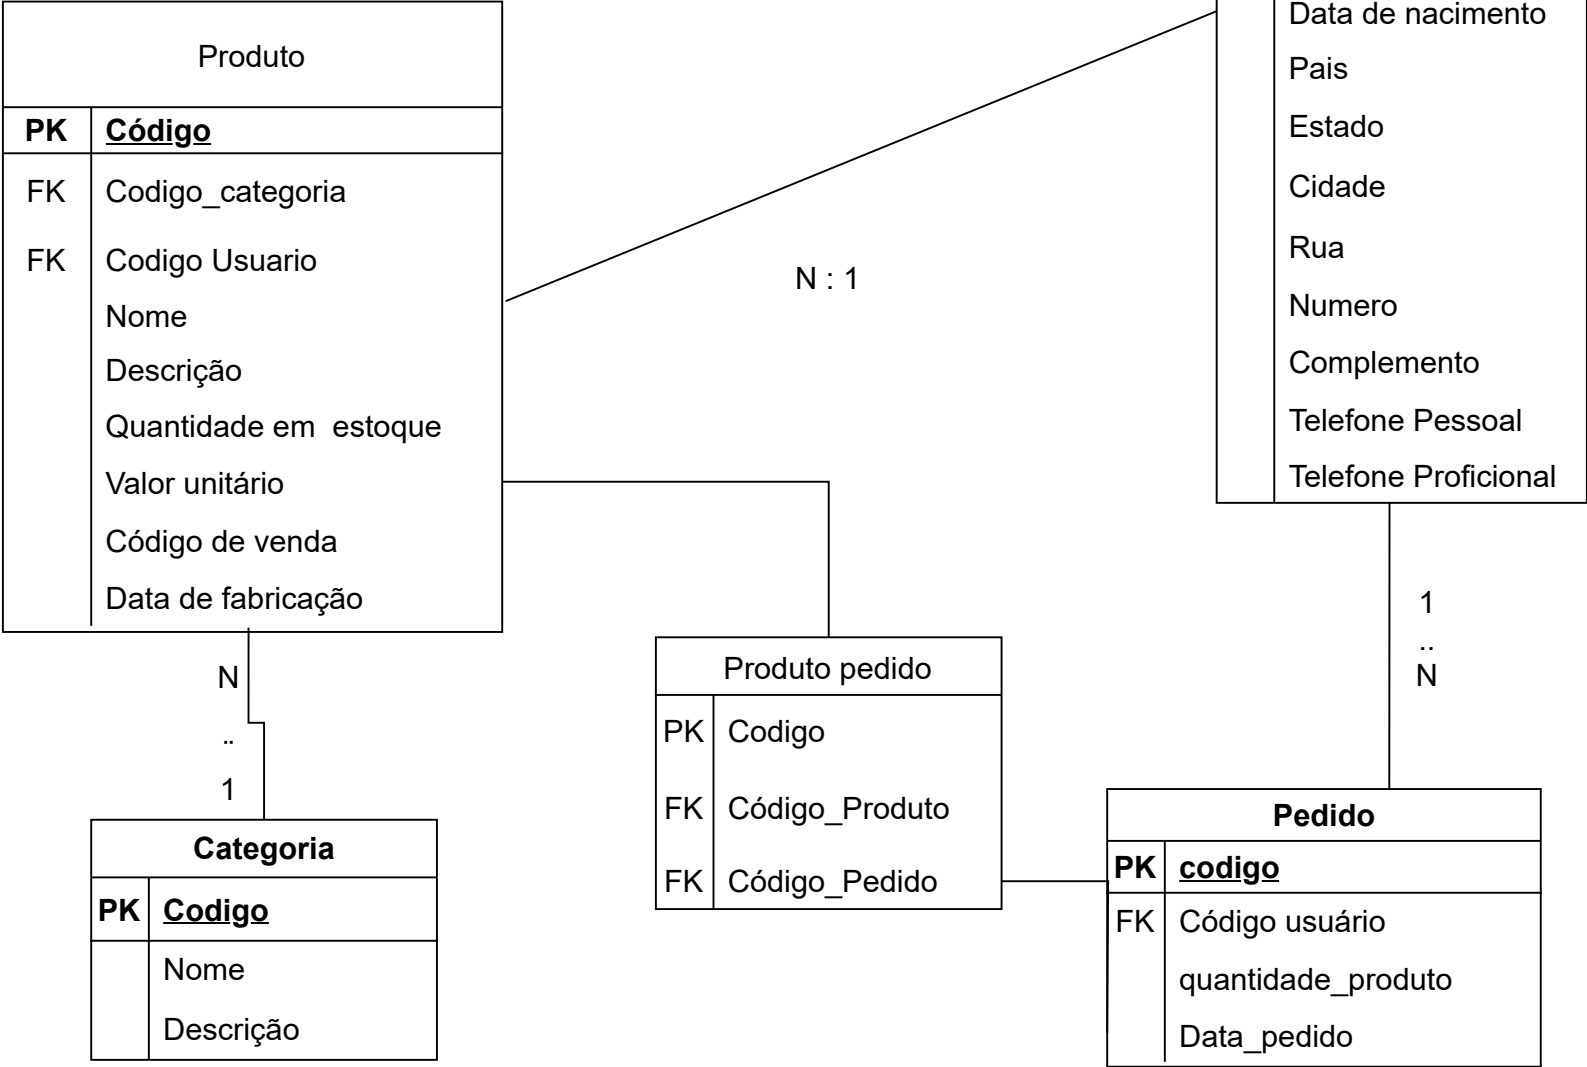 Produto
PK Código
FK Codigo_categoria
FK Codigo Usuario
Nome
Descrição
Quantidade em  estoque
Valor unitário
Código de venda
Data de fabricação
N : 1
Data de nacimento
Pais
Estado
Cidade
Rua
Numero
Complemento
Telefone Pessoal
Telefone Proficional
N
..
1
1
..
N
Produto pedido
PK Codigo
FK Código_Produto
FK Código_Pedido
Categoria
PK Codigo
Nome
Descrição
Pedido
PK codigo
FK Código usuário
quantidade_produto
Data_pedido